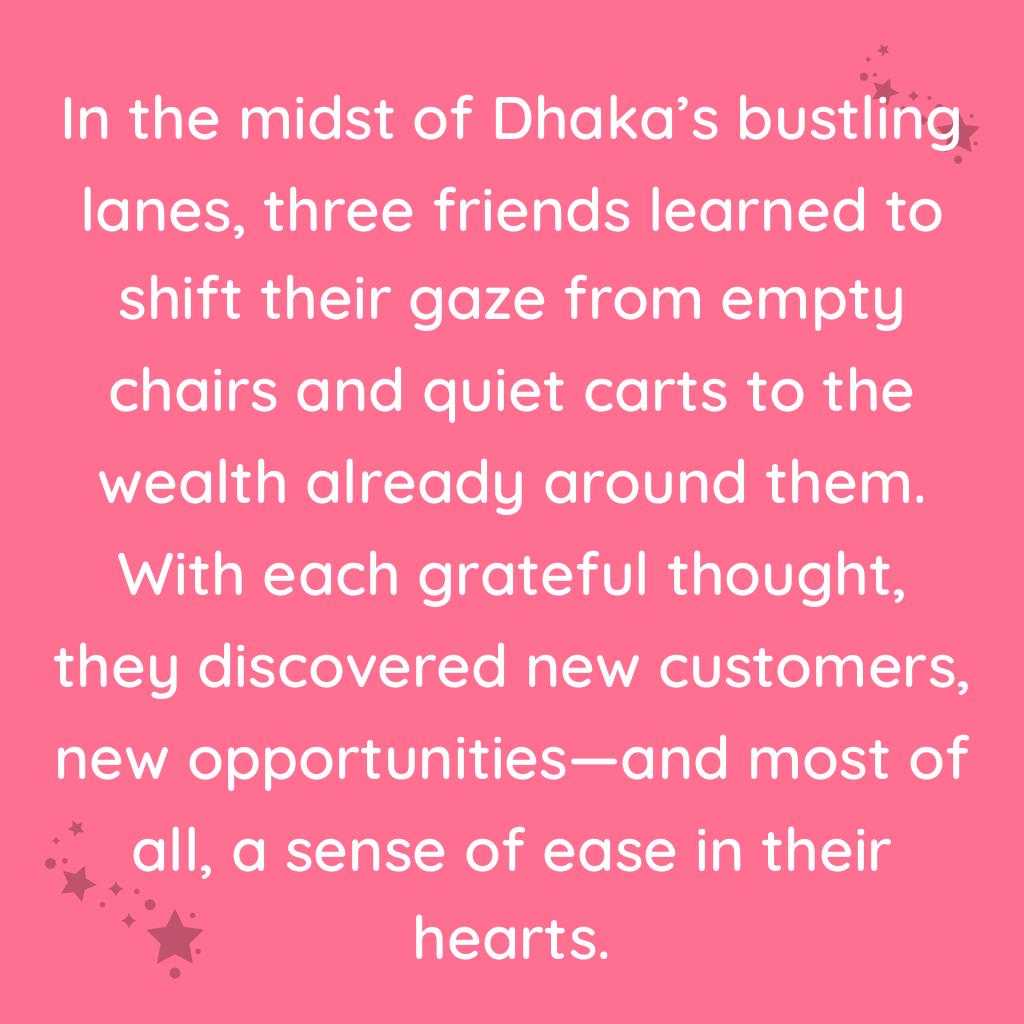 In the midst of Dhaka’s bustling
lanes, three friends learned to
shift their gaze from empty
chairs and quiet carts to the
wealth already around them.
With each grateful thought,
they discovered new customers,
new opportunities—and most of
all, a sense of ease in their
hearts.